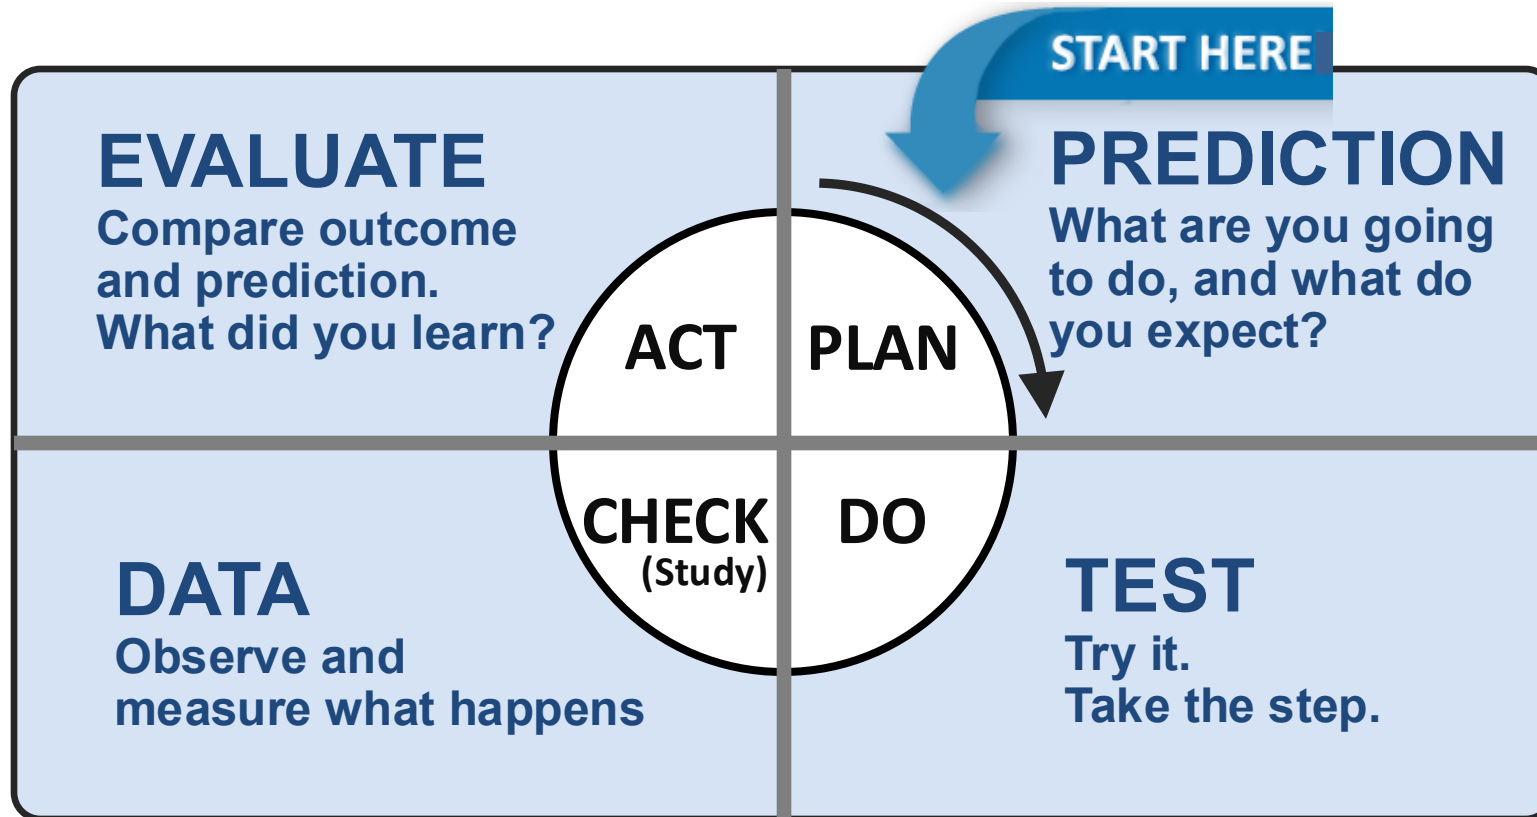 START HERE
EVALUATE
Compare outcome
and prediction.
What did you learn?
PREDICTION
What are you going
to do, and what do
you expect?
ACT
PLAN
CHECK
(Study)
DO
DATA
Observe and
measure what happens
TEST
Try it.
Take the step.